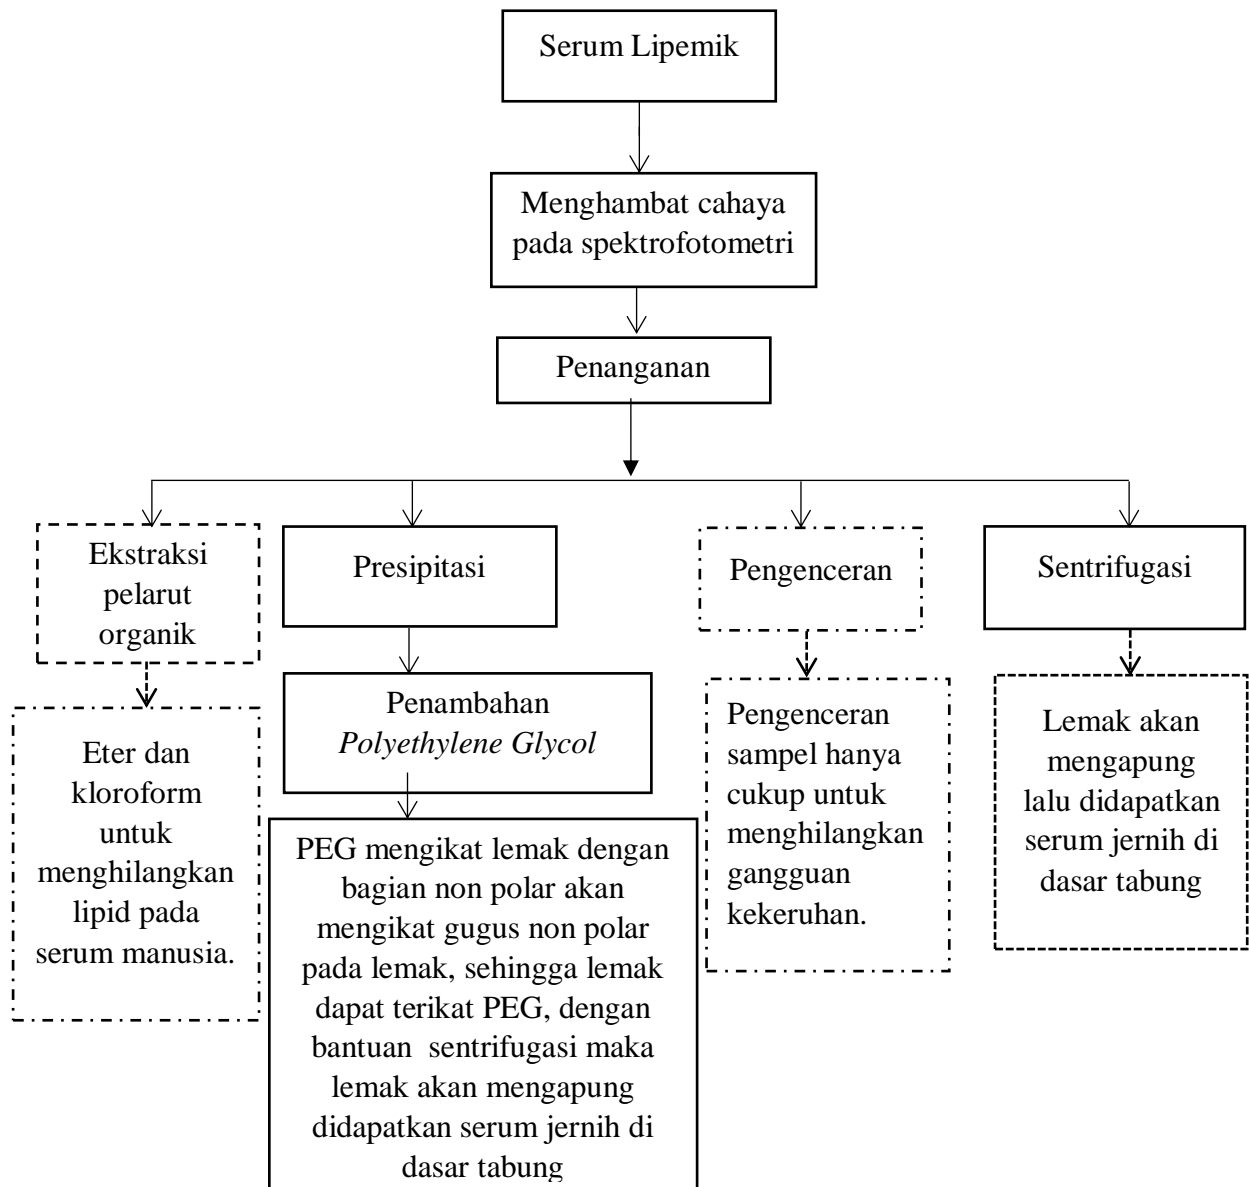 Serum Lipemik
Menghambat cahaya
pada spektrofotometri
Penanganan
Ekstraksi
pelarut
organik
Presipitasi
Pengenceran
Sentrifugasi
Eter dan
kloroform
untuk
menghilangkan
lipid pada
serum manusia.
Penambahan
Polyethylene Glycol
PEG mengikat lemak dengan
bagian non polar akan
mengikat gugus non polar
pada lemak, sehingga lemak
dapat terikat PEG, dengan
bantuan sentrifugasi maka
lemak akan mengapung
didapatkan serum jernih di
dasar tabung
Pengenceran
sampel hanya
cukup untuk
menghilangkan
gangguan
kekeruhan.
Lemak akan
mengapung
lalu didapatkan
serum jernih di
dasar tabung